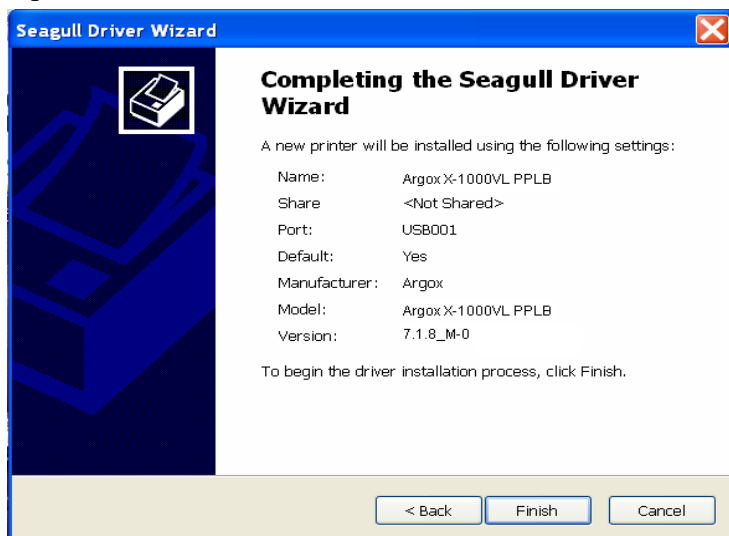 Seagull Driver Wizard
Completing the Seagull Driver
Wizard
A new printer will be installed using the following settings:
Name: Argox X-1000VL PPLB
Share <Not Shared>
Port: USB001
Default: Yes
Manufacturer: Argox
Model: Argox X-1000VL PPLB
Version: 7.1.8_M-0
To begin the driver installation process, click Finish.
< Back Finish Cancel